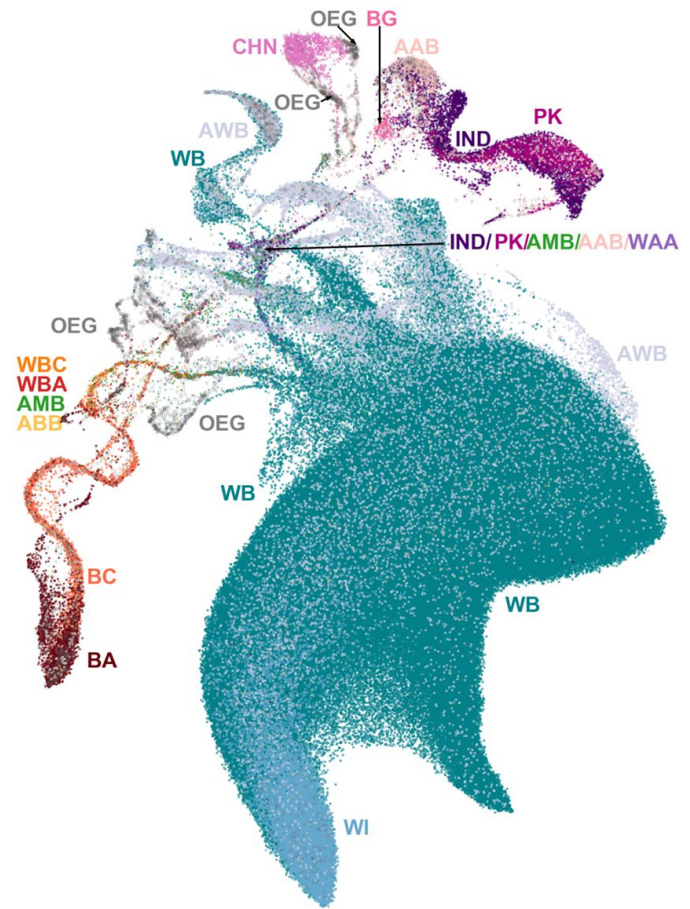 OEG BG
CHN
AAB
OEG
PK
AWB
IND
WB
IND/PK/AMB/AAB/WAA
OEG
AWB
WBC
WBA
AMB
ABB
OEG
WB
BC
WB
BA
WI